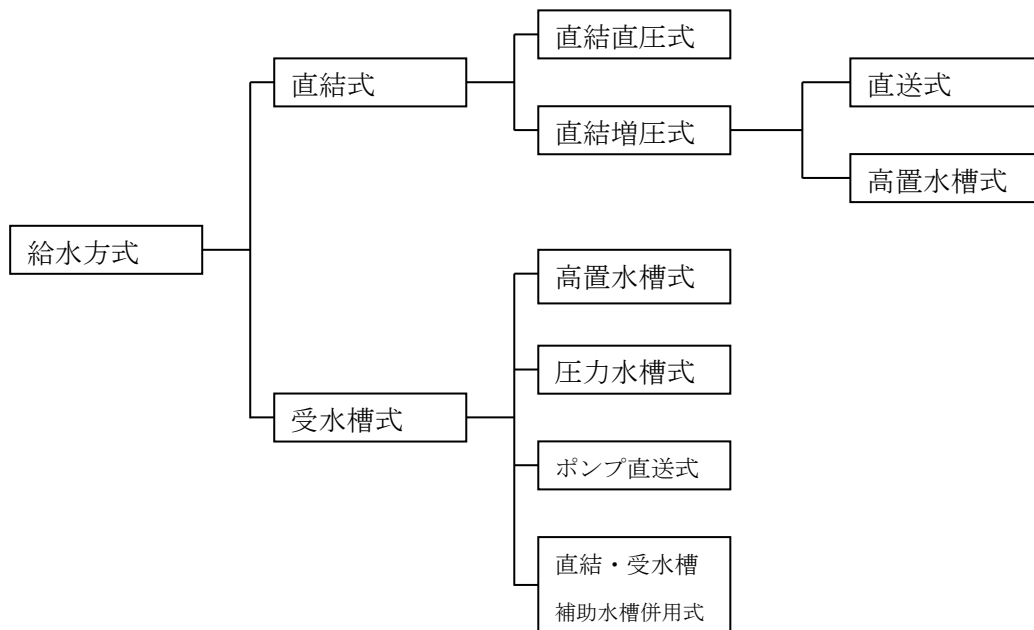 給水方式
直結式
直結直圧式
直結増圧式
直送式
高置水槽式
受水槽式
高置水槽式
圧力水槽式
ポンプ直送式
直結・受水槽
補助水槽併用式